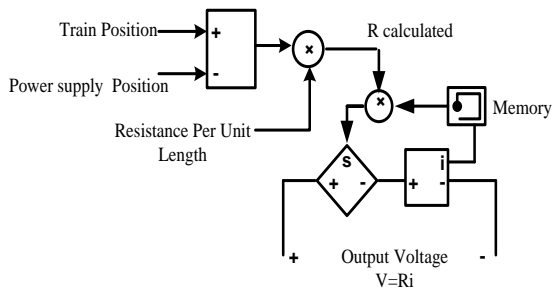 Train Position
+
-
Power supply Position
×
R calculated
×
Memory
Resistance Per Unit
Length
s
+ -
+ -
i
+ Output Voltage -
V=Ri